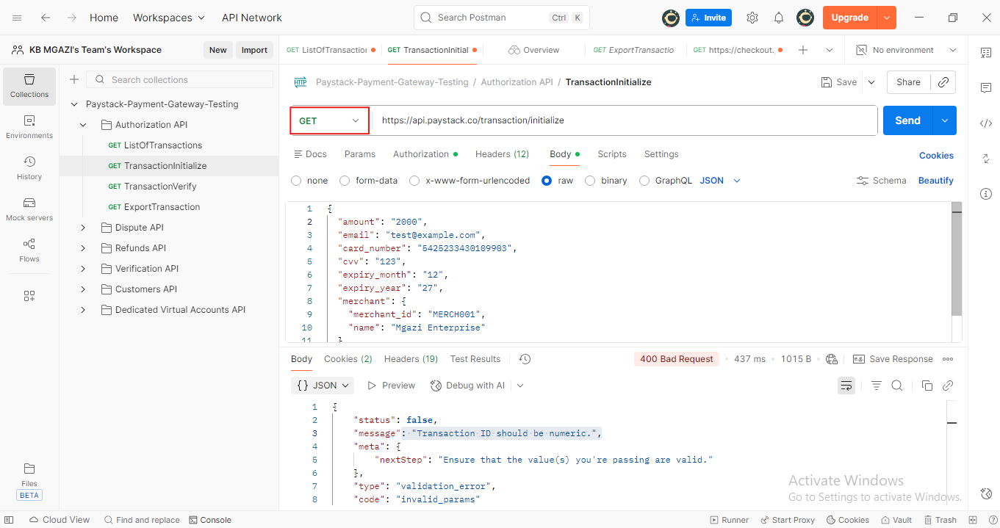 Home Workspaces API Network Search Postman Ctrl K Invite Upgrade
KB MGAZI's Team's Workspace New Import GET ListOfTransaction GET TransactionInitial Overview GET ExportTransactio GET https://checkout. No environment
Collections Search collections Paystack-Payment-Gateway-Testing / Authorization API / TransactionInitialize Save Share
Paystack-Payment-Gateway-Testing
Authorization API GET https://api.paystack.co/transaction/initialize Send
Environments
GET ListOfTransactions
Docs Params Authorization Headers (12) Body Scripts Settings Cookies
GET TransactionInitialize
History
none form-data x-www-form-urlencoded raw binary GraphQL JSON Schema Beautify
GET TransactionVerify
GET ExportTransaction
Mock servers
Dispute API
Refunds API
Flows
Verification API
Customers API
Dedicated Virtual Accounts API
1 {
2 "amount": "2000",
3 "email": "test@example.com",
4 "card_number": "5425233430109903",
5 "cvv": "123",
6 "expiry_month": "12",
7 "expiry_year": "27",
8 "merchant": {
9 "merchant_id": "MERCH001",
10 "name": "Mgazi Enterprise"
11 }
Body Cookies (2) Headers (19) Test Results 400 Bad Request 437 ms 1015 B e.g. Save Response
{} JSON Preview Debug with AI
1 {
2 "status": false,
3 "message": "Transaction ID should be numeric.",
4 "meta": {
5 "nextStep": "Ensure that the value(s) you're passing are valid."
6 },
7 "type": "validation_error",
8 "code": "invalid_params"
Files
BETA
Activate Windows
Go to Settings to activate Windows.
Cloud View Find and replace Console Runner Start Proxy Cookies Vault Trash